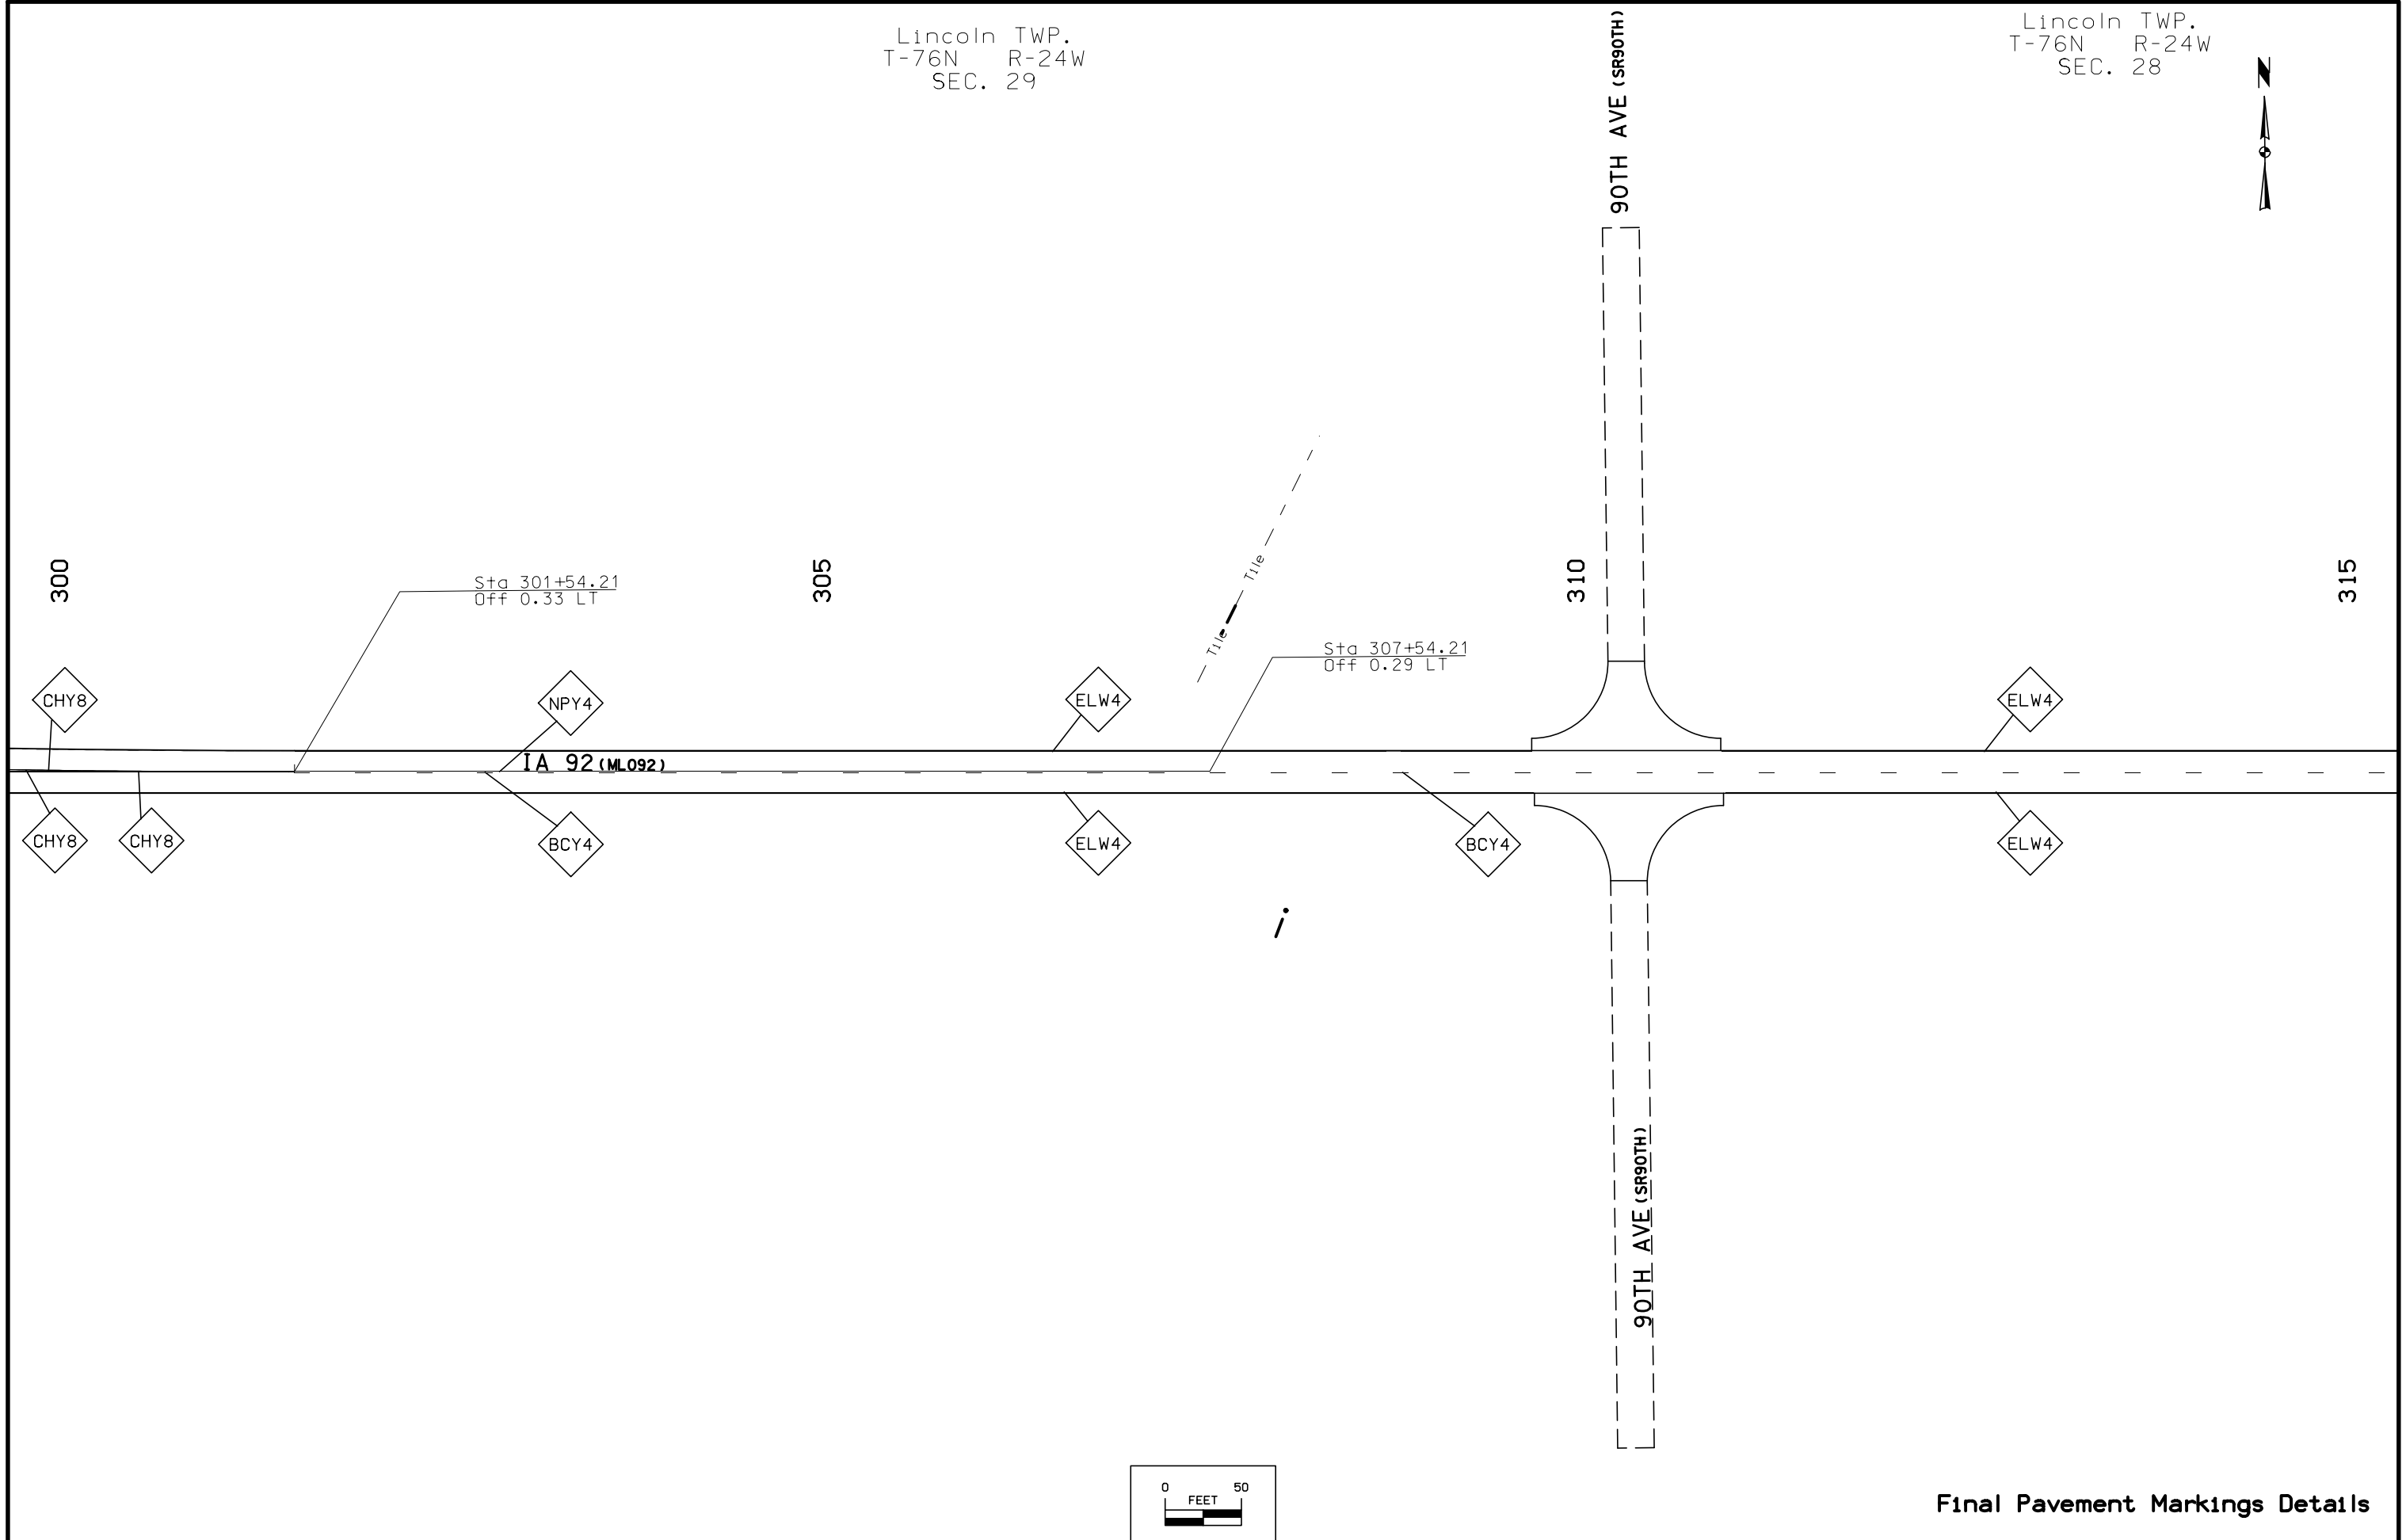 Lincoln TWP.
T-76N R-24W
SEC. 29
Lincoln TWP.
T-76N R-24W
SEC. 28
N
90TH AVE (SR90TH)
300
305
310
315
Sta 301+54.21
Off 0.33 LT
Tile
Tile
Sta 307+54.21
Off 0.29 LT
CHY8
NPY4
ELW4
ELW4
IA 92 (ML092)
CHY8
CHY8
BCY4
ELW4
BCY4
ELW4
90TH AVE (SR90TH)
0 50
FEET
Final Pavement Markings Details